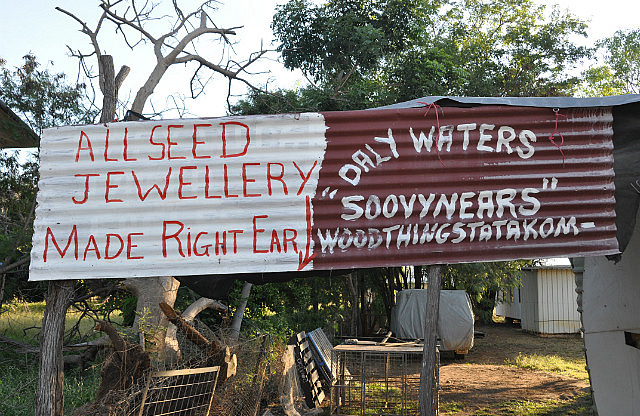 ALL SEED
JEWELLERY
MADE RIGHT EAR
"DALY WATERS
"SOOVYNEARS"
WOODTHINGSTATAKOM-